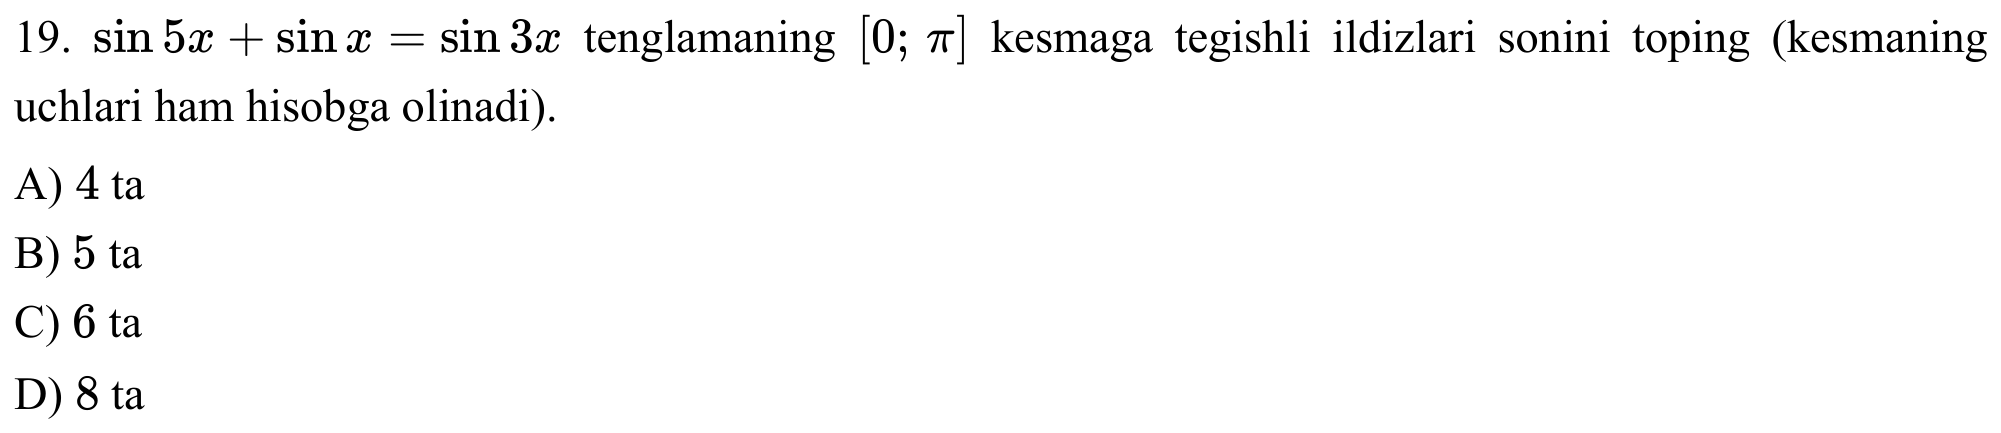 19. sin 5x + sin x = sin 3x tenglamaning [0; π] kesmaga tegishli ildizlari sonini toping (kesmaning
uchlari ham hisobga olinadi).
A) 4 ta
B) 5 ta
C) 6 ta
D) 8 ta